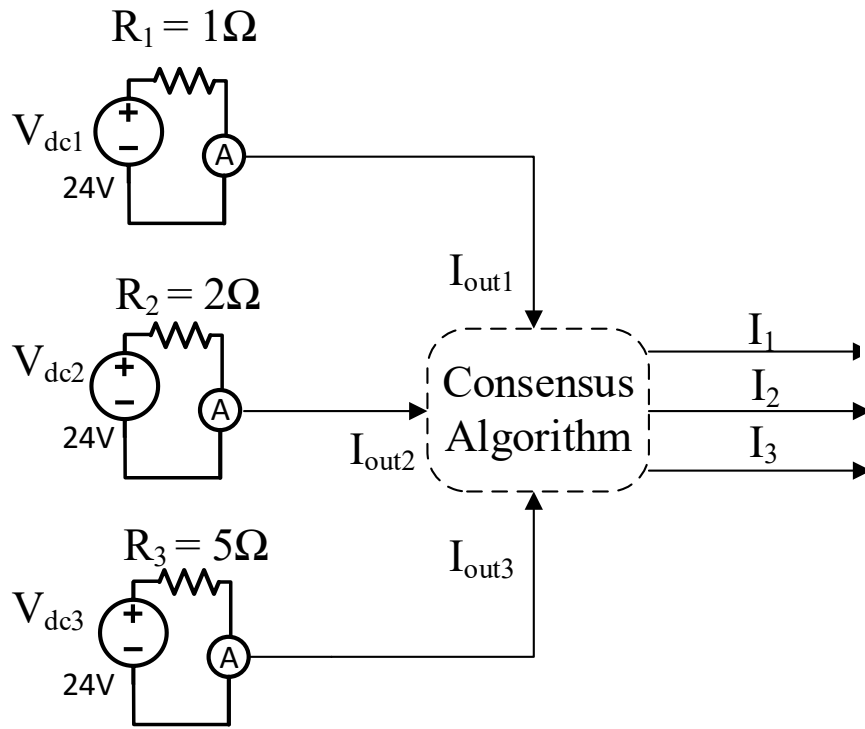 R1 = 1Ω
+
Vdc1
−
A
24V
Iout1
R2 = 2Ω
Vdc2
+
−
A
24V
Iout2
Consensus
Algorithm
I1
I2
I3
R3 = 5Ω
Iout3
Vdc3
+
−
A
24V